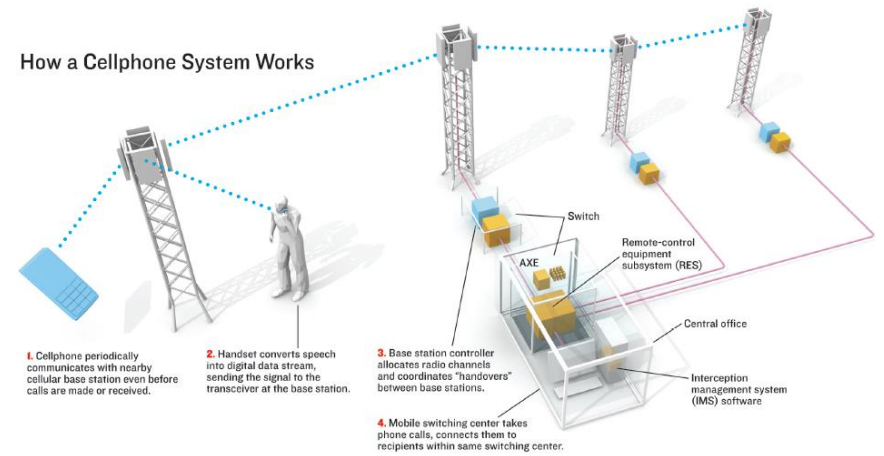 How a Cellphone System Works
Switch
AXE
Remote-control
equipment
subsystem (RES)
Central office
Interception
management system
(IMS) software
1. Cellphone periodically
communicates with nearby
cellular base station even before
calls are made or received.
2. Handset converts speech
into digital data stream,
sending the signal to the
transceiver at the base station.
3. Base station controller
allocates radio channels
and coordinates “handovers”
between base stations.
4. Mobile switching center takes
phone calls, connects them to
recipients within same switching center.